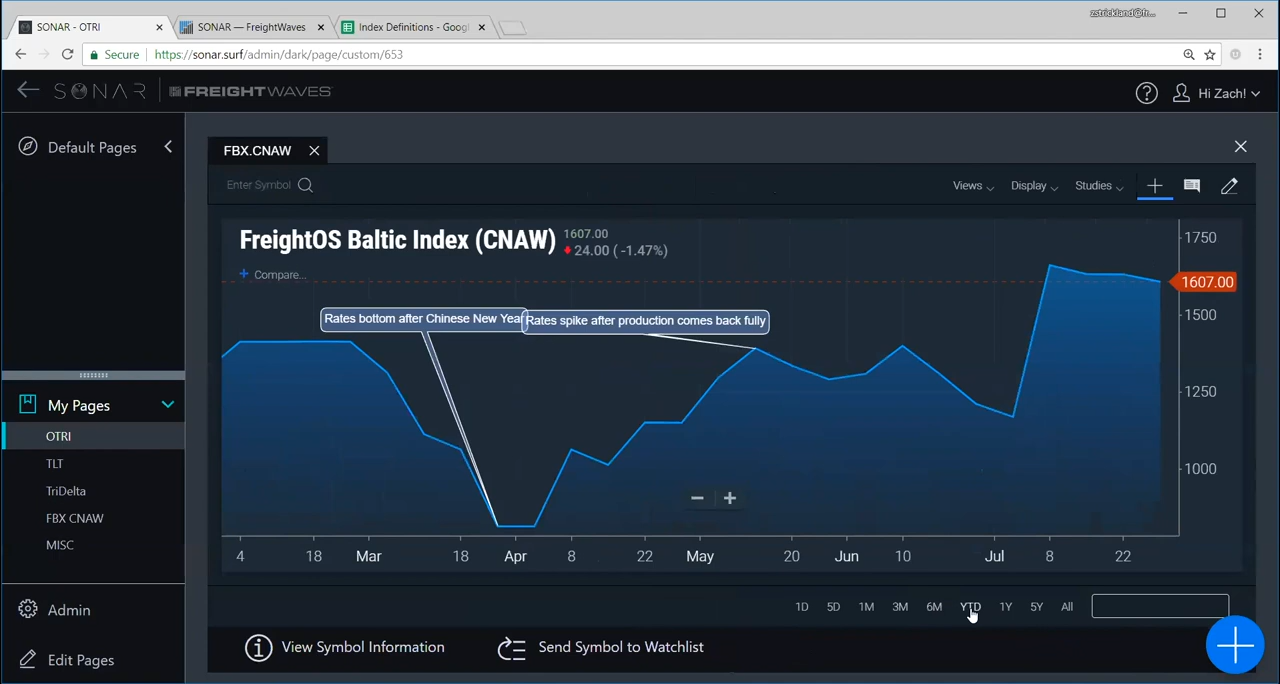 zstrickland@fr...
SONAR - OTRI
SONAR — FreightWaves
Index Definitions - Goog
Secure
https://sonar.surf/admin/dark/page/custom/653
SONAR
FREIGHTWAVES
Hi Zach!
Default Pages
FBX.CNAW
Enter Symbol
Views
Display
Studies
FreightOS Baltic Index (CNAW)
1607.00
24.00 ( -1.47%)
+ Compare...
1750
1607.00
1500
1250
1000
Rates bottom after Chinese New Year
Rates spike after production comes back fully
4 18 Mar 18 Apr 8 22 May 20 Jun 10 Jul 8 22
My Pages
OTRI
TLT
TriDelta
FBX CNAW
MISC
1D 5D 1M 3M 6M YTD 1Y 5Y All
Admin
Edit Pages
View Symbol Information
Send Symbol to Watchlist